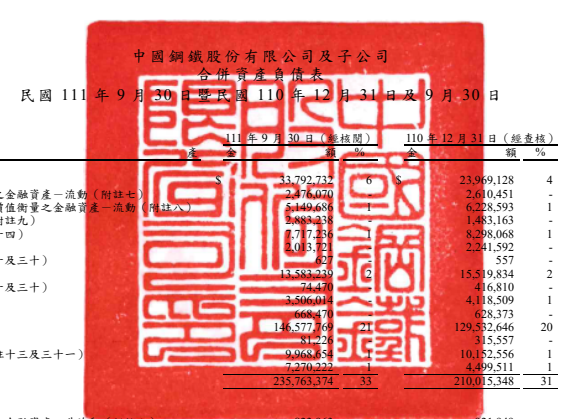 中國鋼鐵股份有限公司及子公司
合併資產負債表
民國 111 年 9 月 30 日暨民國 110 年 12 月 31 日及 9 月 30 日
111 年 9 月 30 日（經核閱） 110 年 12 月 31 日（經查核）
產 金 額 % 金 額 %
$ 33,792,732 6 $ 23,969,128 4
之金融資產－流動（附註七） 2,476,070 - 2,610,451 -
價值衡量之金融資產－流動（附註八） 5,149,686 1 6,228,593 1
附註九） 2,883,238 - 1,483,163 -
十四） 7,717,236 1 8,298,068 1
2,013,721 - 2,241,592 -
十及三十） 627 - 557 -
13,583,239 2 15,519,834 2
十及三十） 74,470 - 416,810 -
3,506,014 - 4,118,509 1
668,470 - 628,373 -
146,577,769 21 129,532,646 20
81,226 - 315,557 -
註十三及三十一） 9,968,654 1 10,152,556 1
7,270,222 1 4,499,511 1
235,763,374 33 210,015,348 31